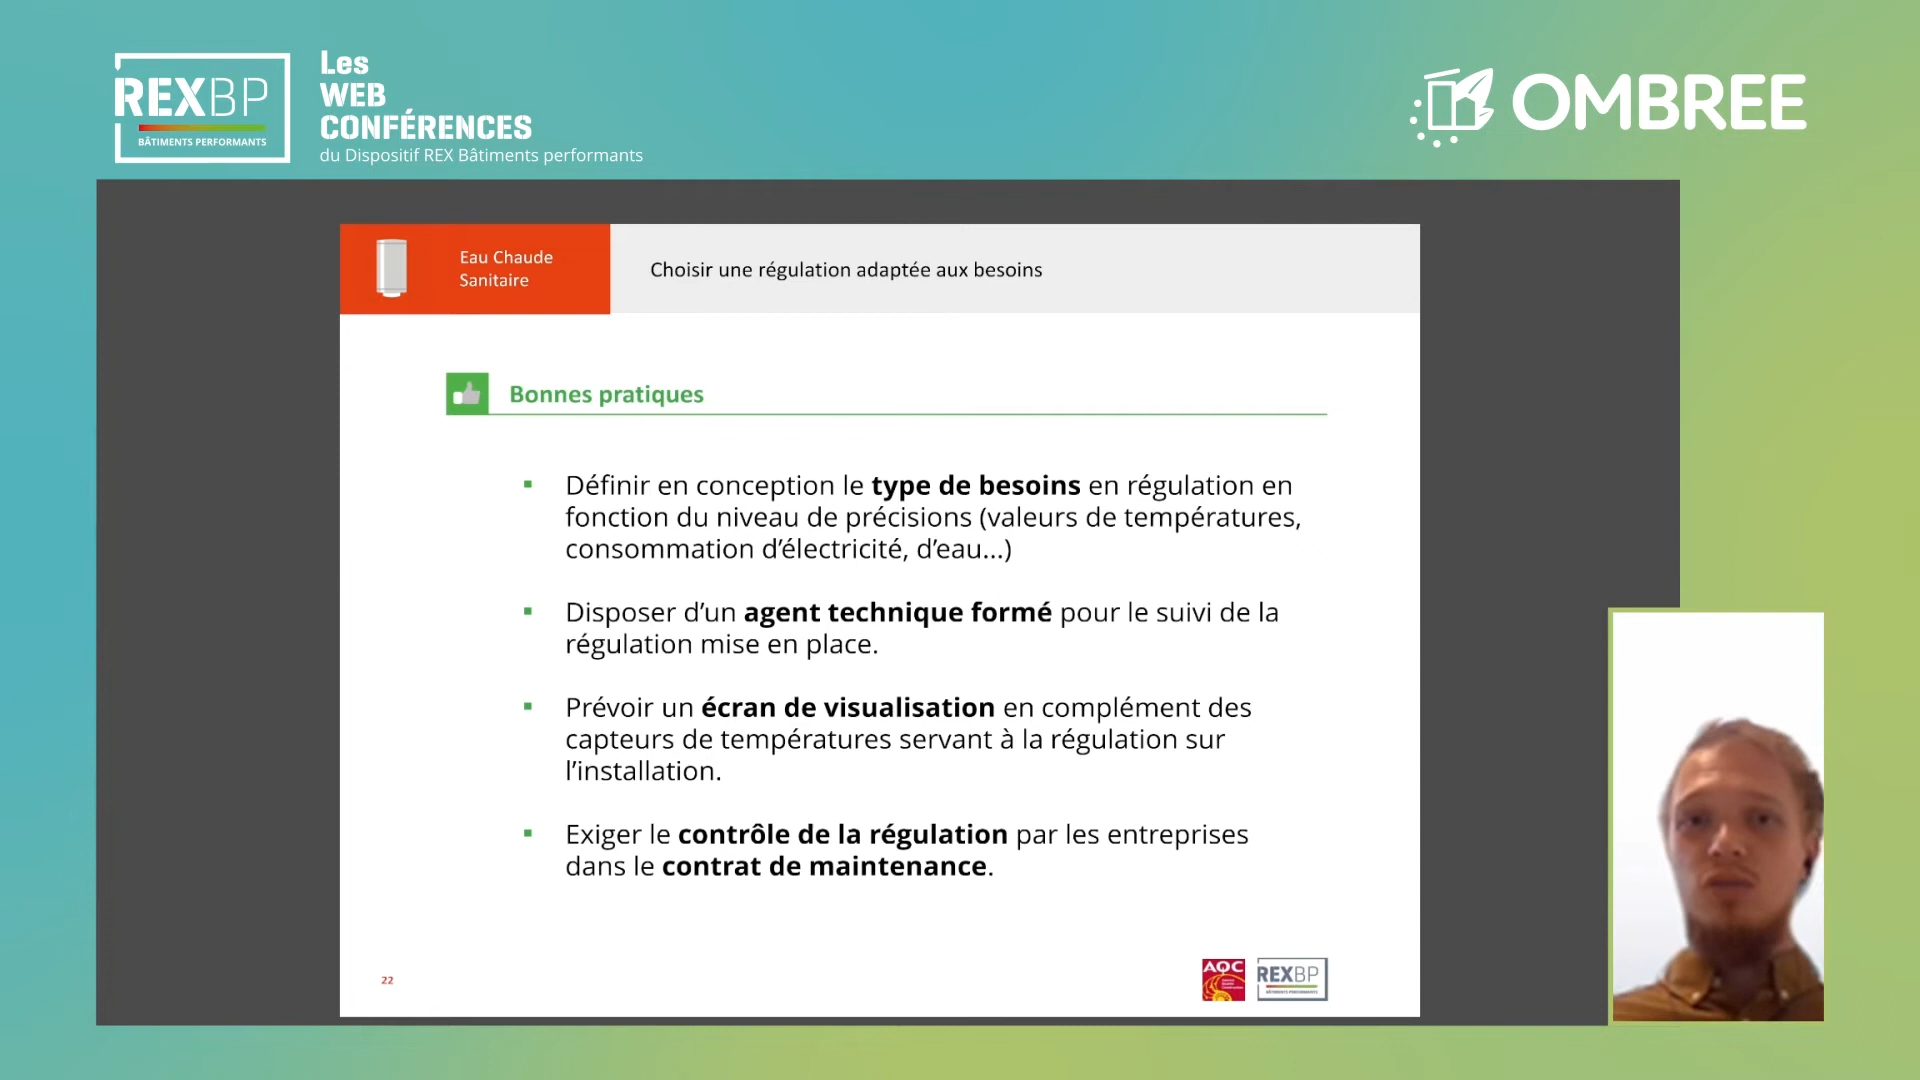 REXBP
BÂTIMENTS PERFORMANTS
Les
WEB
CONFÉRENCES
du Dispositif REX Bâtiments performants
OMBREE
Eau Chaude
Sanitaire
Choisir une régulation adaptée aux besoins
Bonnes pratiques
▪ Définir en conception le type de besoins en régulation en
fonction du niveau de précisions (valeurs de températures,
consommation d’électricité, d’eau...)
▪ Disposer d’un agent technique formé pour le suivi de la
régulation mise en place.
▪ Prévoir un écran de visualisation en complément des
capteurs de températures servant à la régulation sur
l’installation.
▪ Exiger le contrôle de la régulation par les entreprises
dans le contrat de maintenance.
22
AQC
REXBP
BÂTIMENTS PERFORMANTS